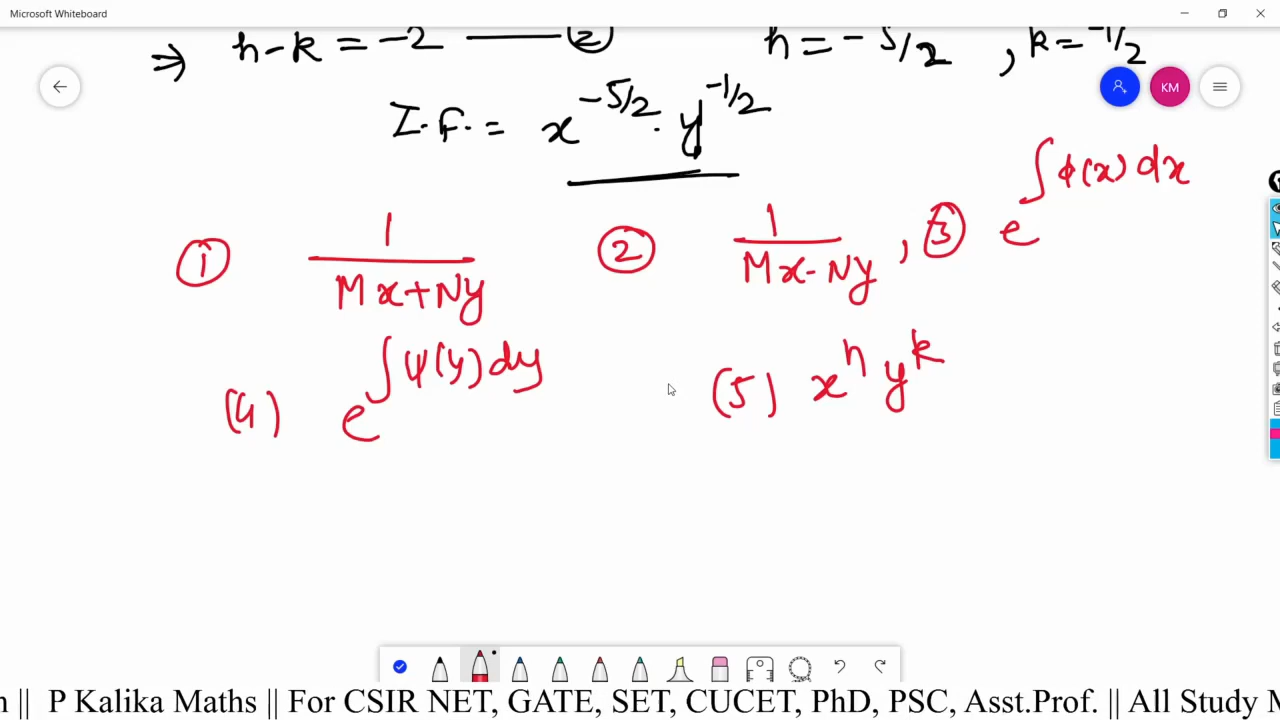 Microsoft Whiteboard
⇒ h-k = -2 —— ②
h = -5/2 , k = -1/2
KM
I.F. = x^{-5/2} . y^{-1/2}
① 1/(Mx+Ny) ② 1/(Mx-Ny) , ③ e^{∫φ(x) dx}
(4) e^{∫ψ(y) dy} (5) x^h y^k
|| P Kalika Maths || For CSIR NET, GATE, SET, CUCET, PhD, PSC, Asst.Prof. || All Study